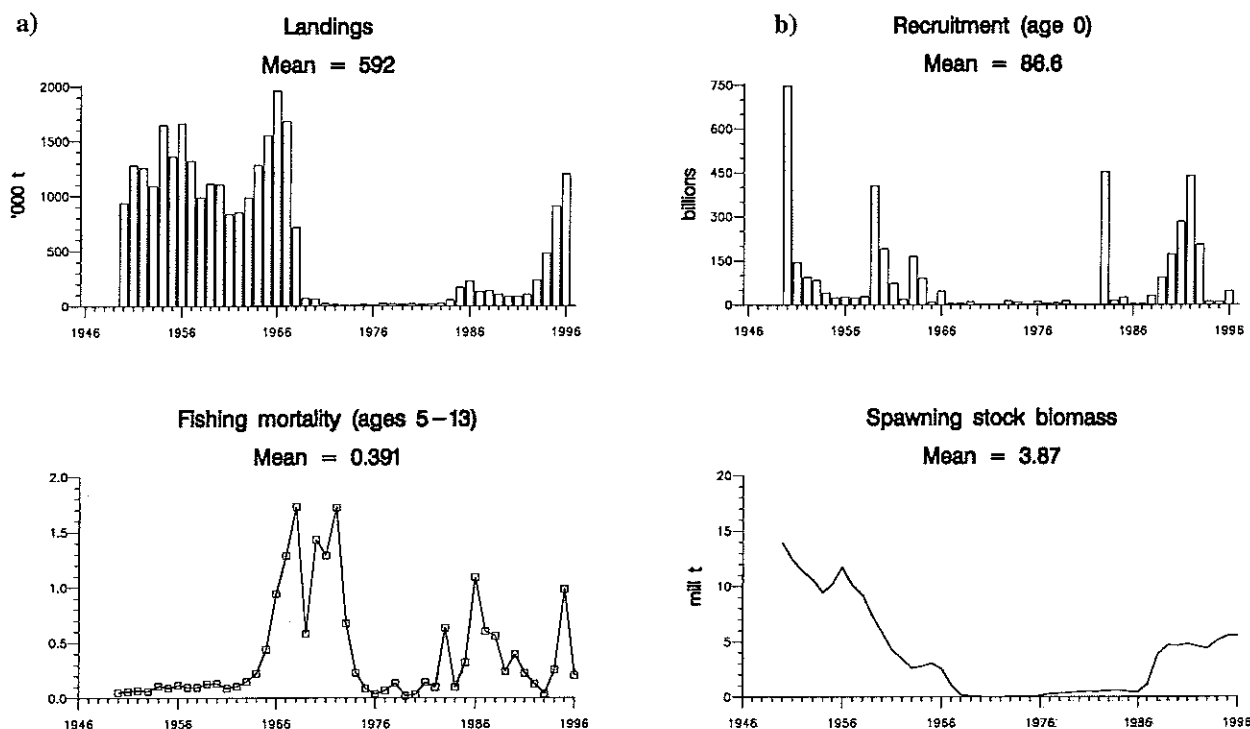 a)
Landings
Mean = 592
2000
1500
1000
500
0
'000 t
1946 1956 1966 1976 1986 1996
b)
Recruitment (age 0)
Mean = 86.6
750
600
450
300
150
0
billions
1946 1956 1966 1976 1986 1996
Fishing mortality (ages 5–13)
Mean = 0.391
2.0
1.5
1.0
0.5
0.0
1946 1956 1966 1976 1986 1996
Spawning stock biomass
Mean = 3.87
20
15
10
5
0
mill t
1946 1956 1966 1976 1986 1996